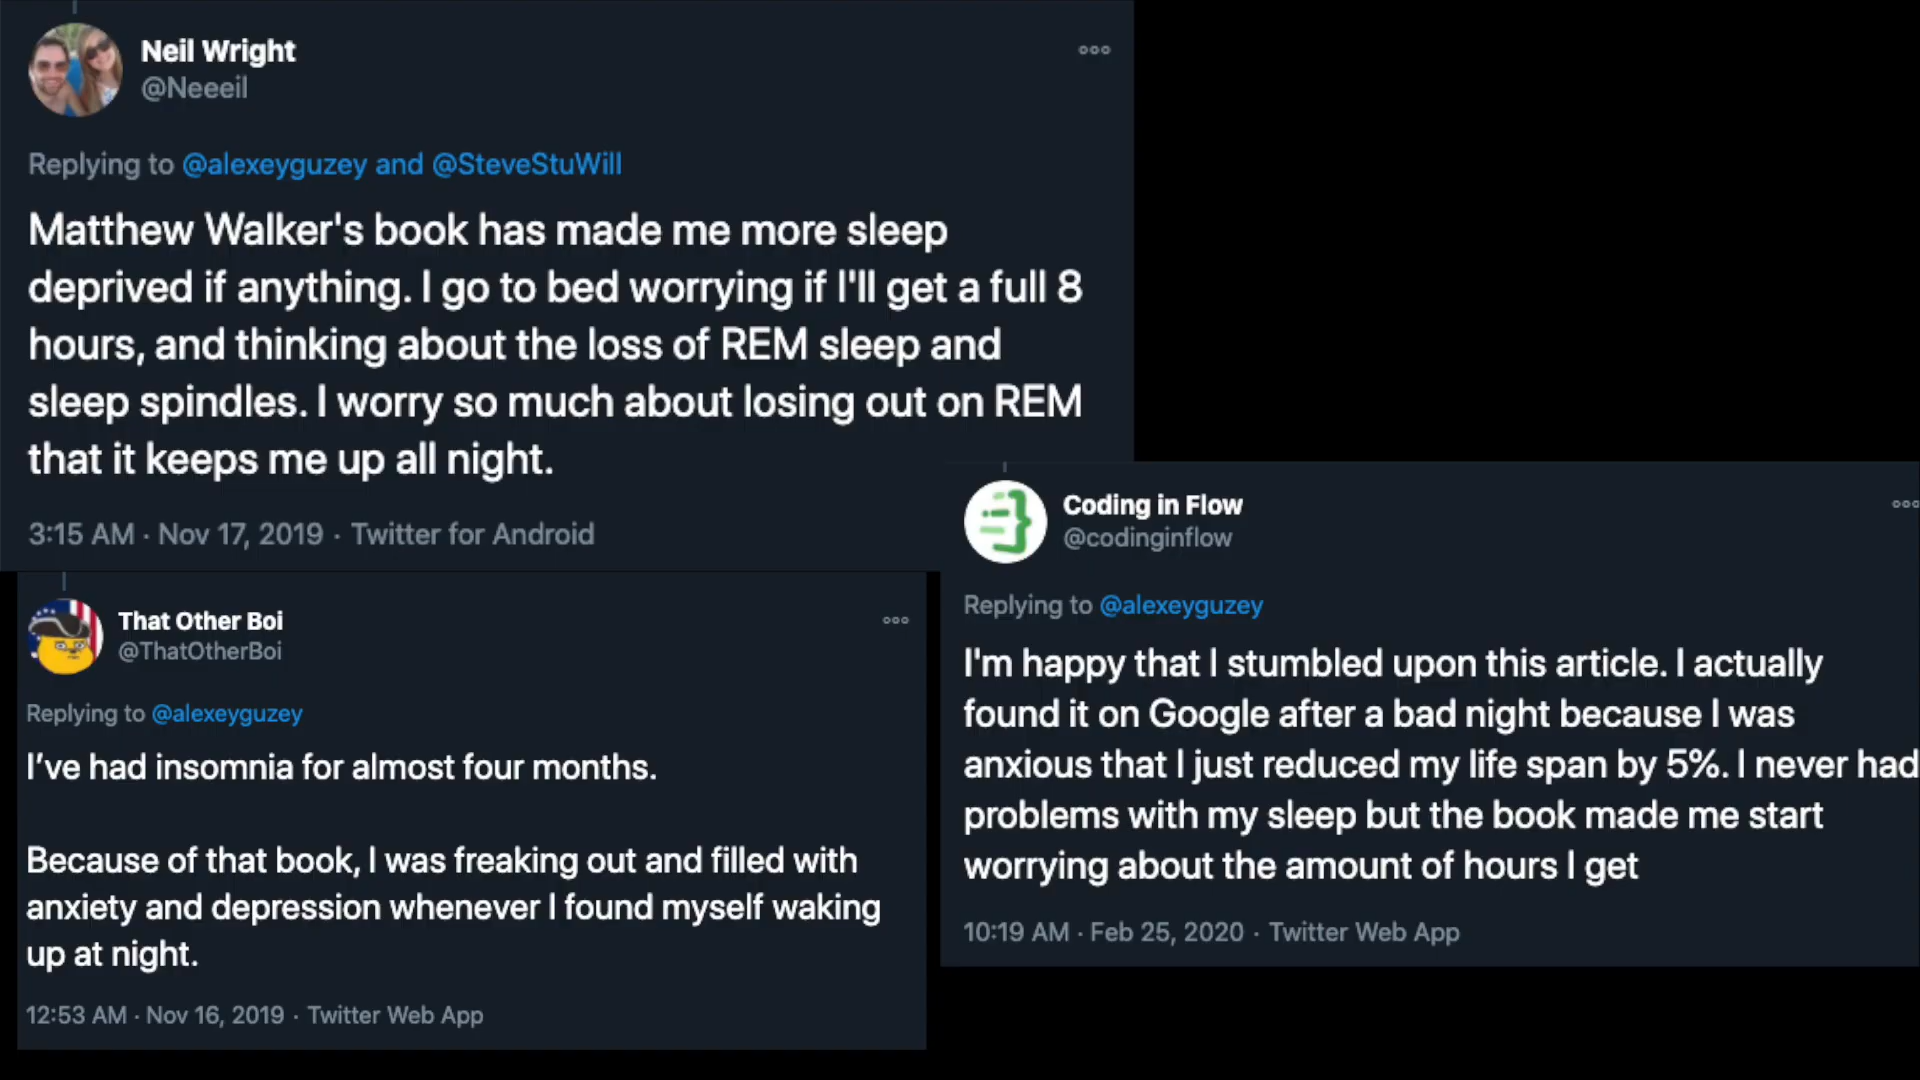 Neil Wright
@Neeeil
Replying to @alexeyguzey and @SteveStuWill
Matthew Walker's book has made me more sleep
deprived if anything. I go to bed worrying if I'll get a full 8
hours, and thinking about the loss of REM sleep and
sleep spindles. I worry so much about losing out on REM
that it keeps me up all night.
3:15 AM · Nov 17, 2019 · Twitter for Android
That Other Boi
@ThatOtherBoi
Replying to @alexeyguzey
I’ve had insomnia for almost four months.
Because of that book, I was freaking out and filled with
anxiety and depression whenever I found myself waking
up at night.
12:53 AM · Nov 16, 2019 · Twitter Web App
Coding in Flow
@codinginflow
Replying to @alexeyguzey
I'm happy that I stumbled upon this article. I actually
found it on Google after a bad night because I was
anxious that I just reduced my life span by 5%. I never had
problems with my sleep but the book made me start
worrying about the amount of hours I get
10:19 AM · Feb 25, 2020 · Twitter Web App